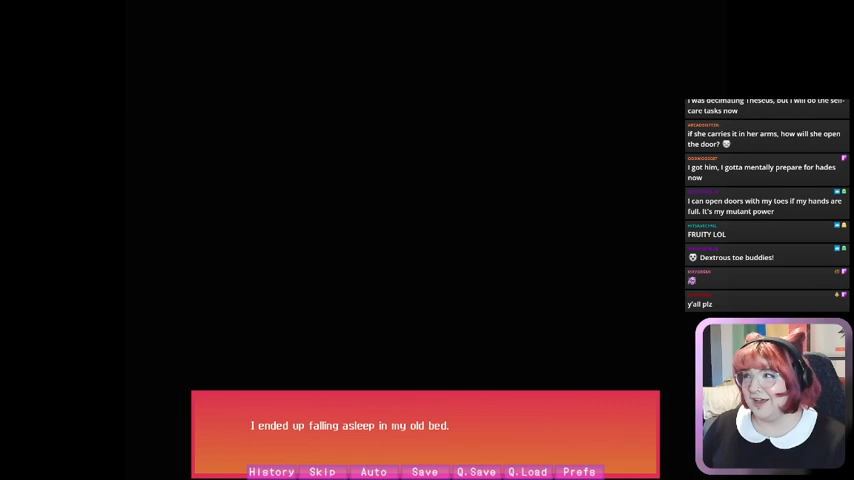 I was decimating Theseus, but I will do the self-
care tasks now
if she carries it in her arms, how will she open
the door?
I got him, I gotta mentally prepare for hades
now
I can open doors with my toes if my hands are
full. It's my mutant power
FRUITY LOL
Dextrous toe buddies!
y'all plz
I ended up falling asleep in my old bed.
History Skip Auto Save Q.Save Q.Load Prefs